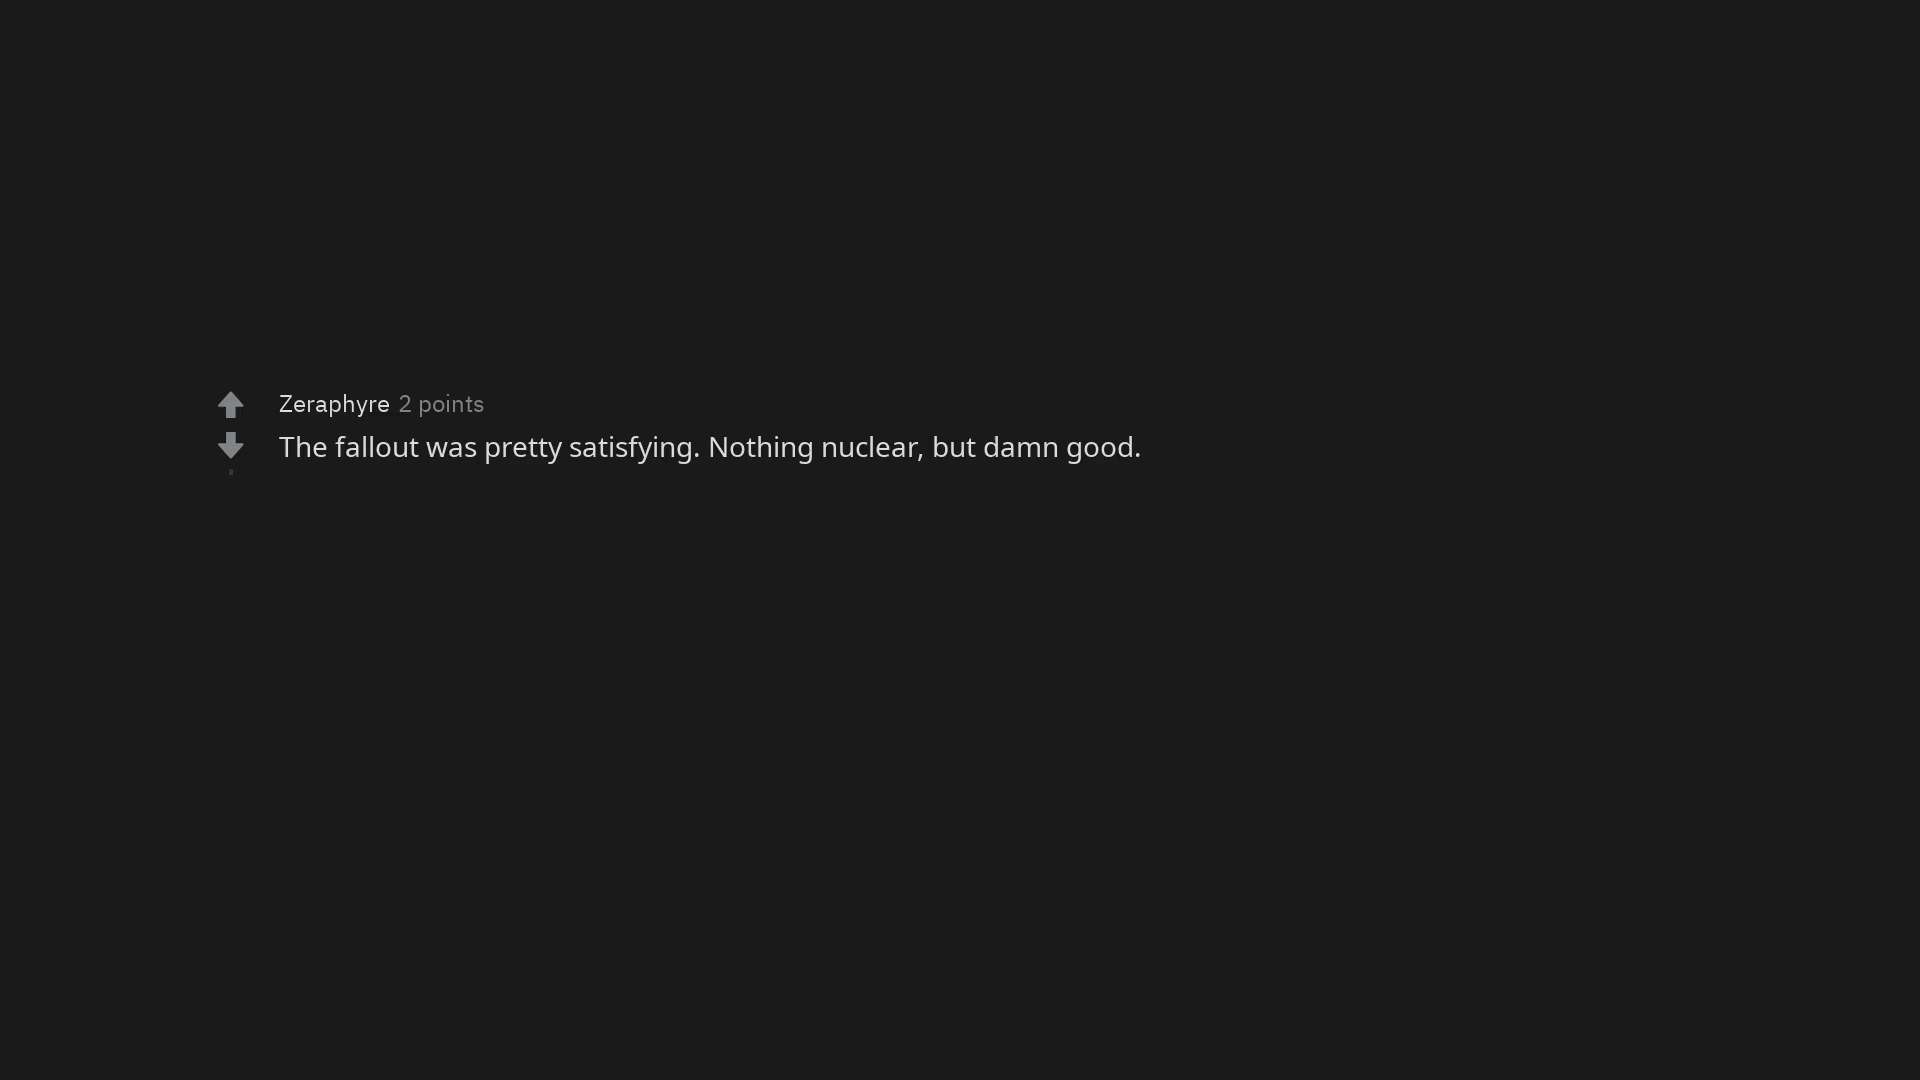 Zeraphyre 2 points
The fallout was pretty satisfying. Nothing nuclear, but damn good.